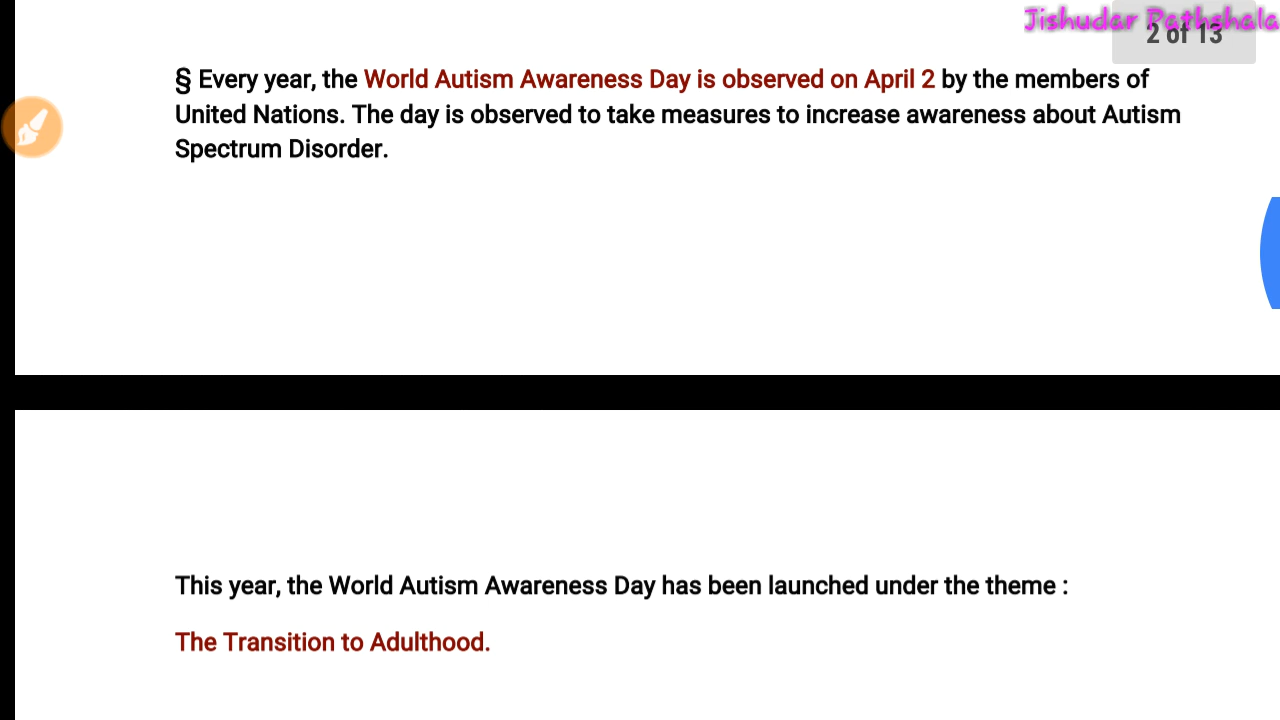 Jishudar Pathshala
2 of 13
§ Every year, the World Autism Awareness Day is observed on April 2 by the members of
United Nations. The day is observed to take measures to increase awareness about Autism
Spectrum Disorder.
This year, the World Autism Awareness Day has been launched under the theme :
The Transition to Adulthood.